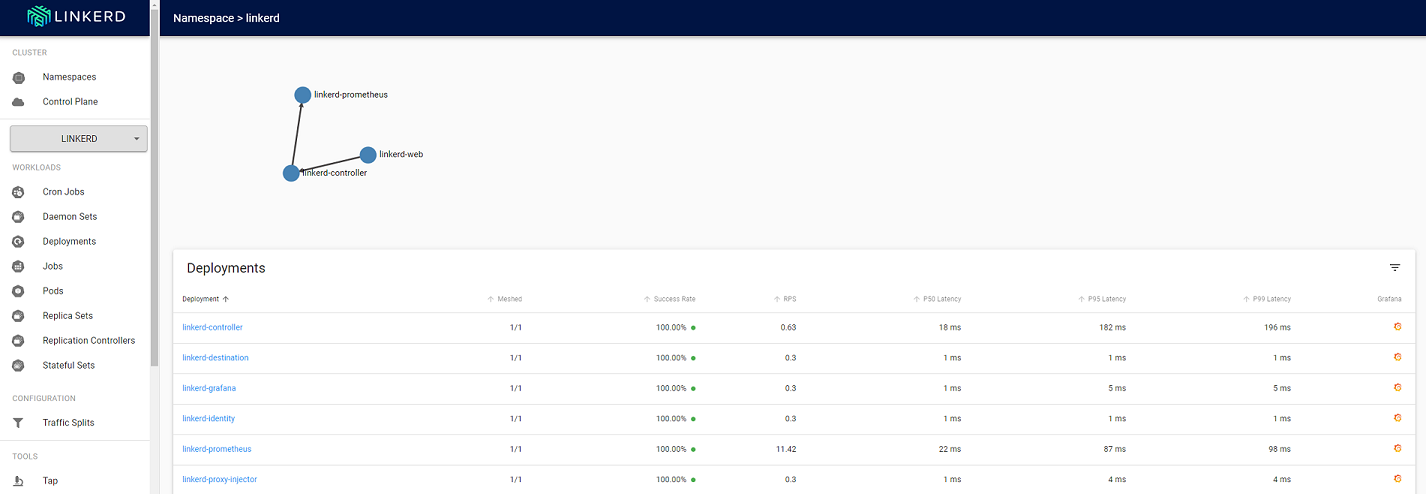 LINKERD
Namespace > linkerd
CLUSTER
Namespaces
Control Plane
LINKERD
WORKLOADS
Cron Jobs
Daemon Sets
Deployments
Jobs
Pods
Replica Sets
Replication Controllers
Stateful Sets
CONFIGURATION
Traffic Splits
TOOLS
Tap
linkerd-prometheus
linkerd-web
linkerd-controller
Deployments
Deployment Meshed Success Rate RPS P50 Latency P95 Latency P99 Latency Grafana
linkerd-controller 1/1 100.00% 0.63 18 ms 182 ms 196 ms
linkerd-destination 1/1 100.00% 0.3 1 ms 1 ms 1 ms
linkerd-grafana 1/1 100.00% 0.3 1 ms 5 ms 5 ms
linkerd-identity 1/1 100.00% 0.3 1 ms 1 ms 1 ms
linkerd-prometheus 1/1 100.00% 11.42 22 ms 87 ms 98 ms
linkerd-proxy-injector 1/1 100.00% 0.3 1 ms 4 ms 4 ms